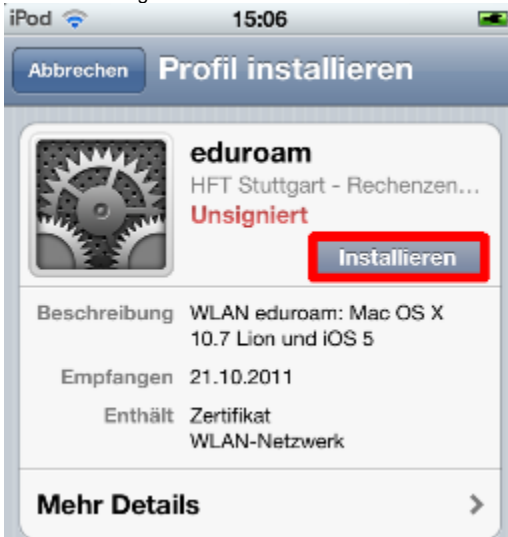 iPod 15:06
Abbrechen Profil installieren
eduroam
HFT Stuttgart - Rechenzen...
Unsigniert
Installieren
Beschreibung WLAN eduroam: Mac OS X
10.7 Lion und iOS 5
Empfangen 21.10.2011
Enthält Zertifikat
WLAN-Netzwerk
Mehr Details